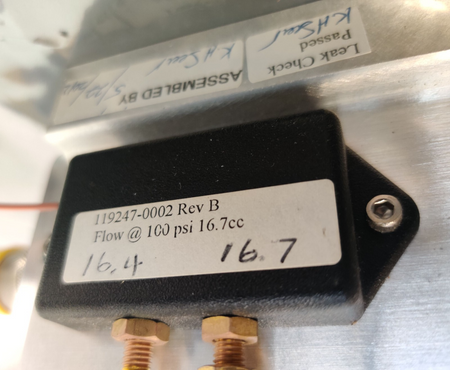 119247-0002 Rev B
Flow @ 100 psi 16.7cc
16.4 16.7
Leak Check
Passed
ASSEMBLED BY